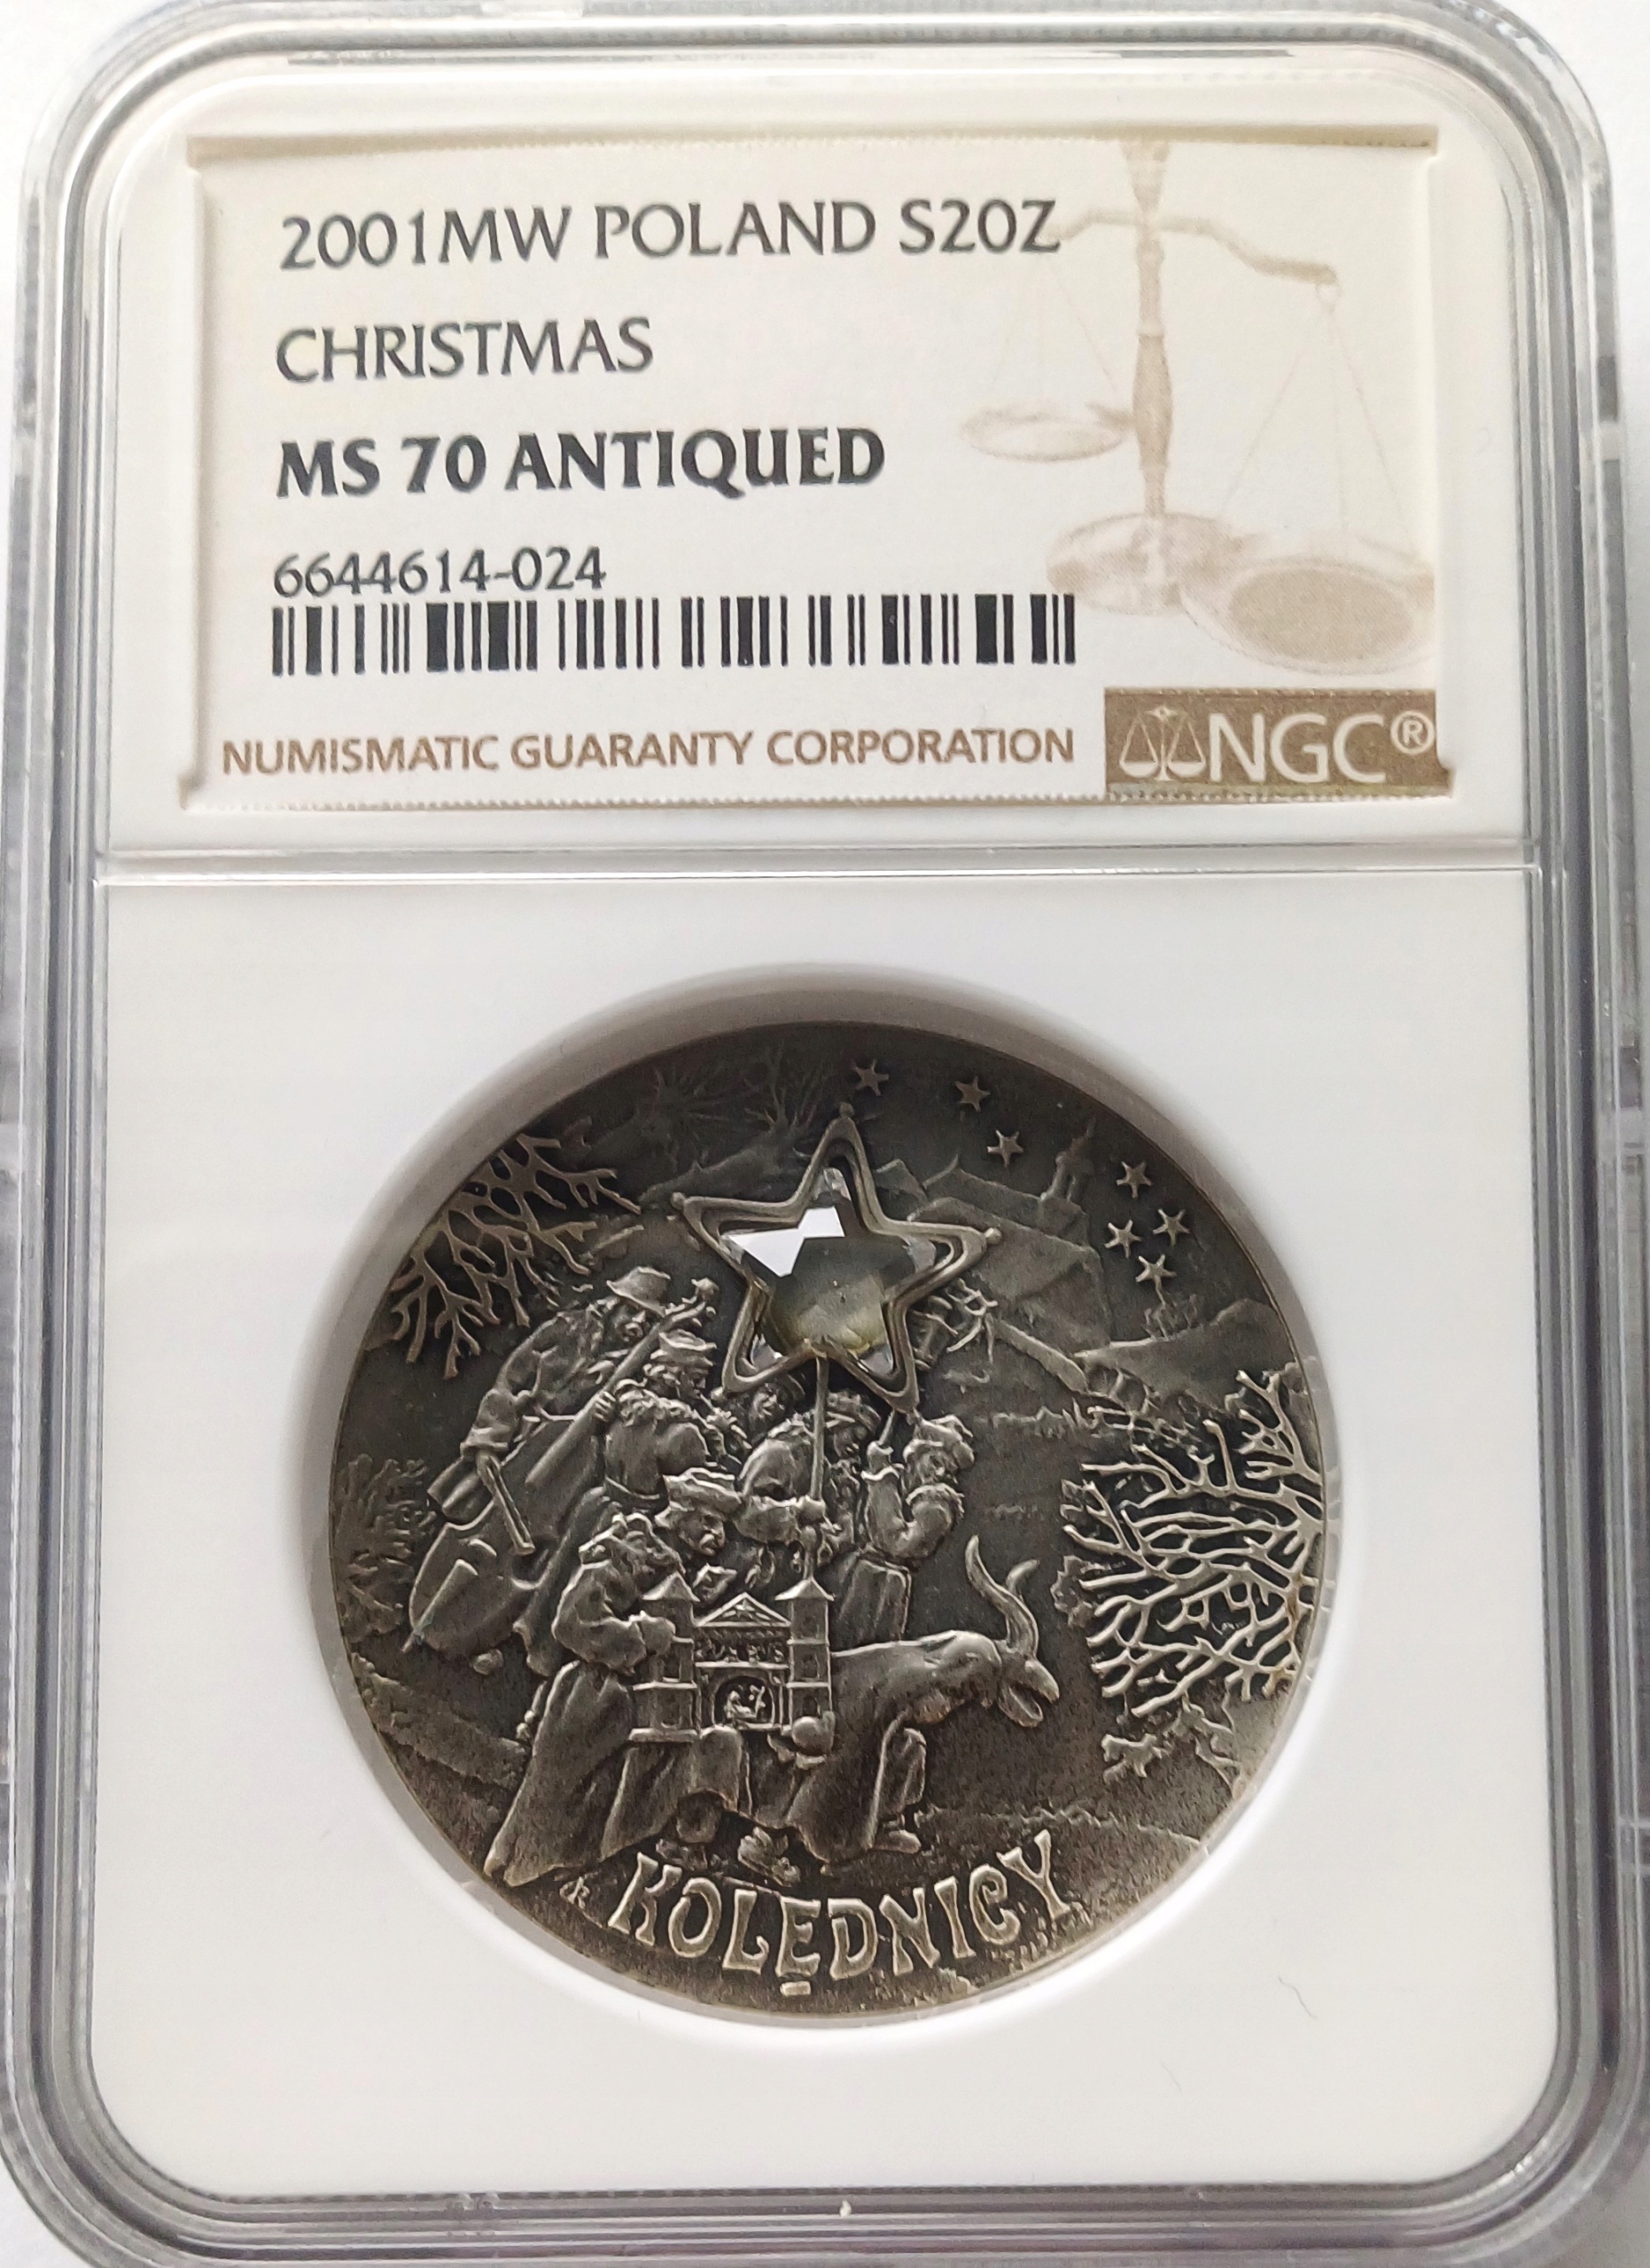 2001MW POLAND S20Z
CHRISTMAS
MS 70 ANTIQUED
6644614-024
NUMISMATIC GUARANTY CORPORATION
NGC®
KOLĘDNICY